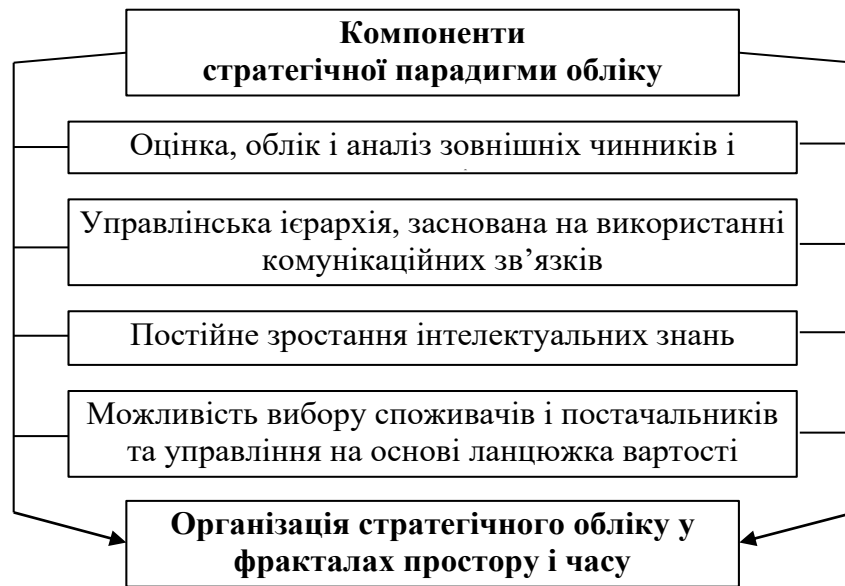 Компоненти
стратегічної парадигми обліку
Оцінка, облік і аналіз зовнішніх чинників і
Управлінська ієрархія, заснована на використанні
комунікаційних зв’язків
Постійне зростання інтелектуальних знань
Можливість вибору споживачів і постачальників
та управління на основі ланцюжка вартості
Організація стратегічного обліку у
фракталах простору і часу